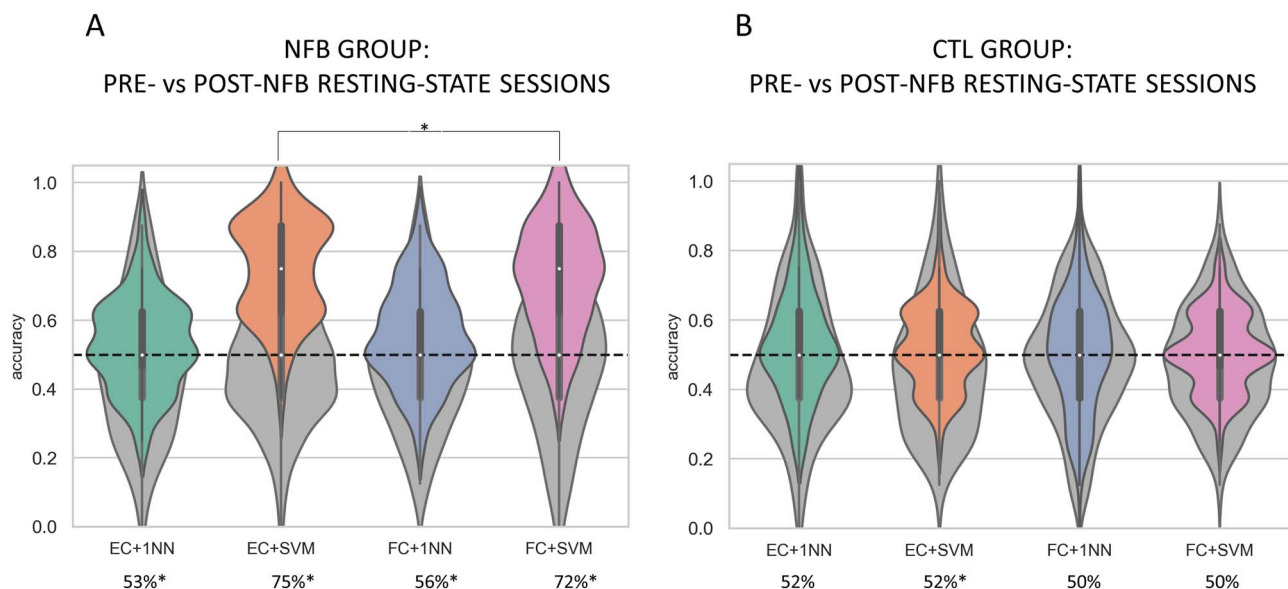 A
NFB GROUP:
PRE- vs POST-NFB RESTING-STATE SESSIONS
*
accuracy
1.0
0.8
0.6
0.4
0.2
0.0
EC+1NN EC+SVM FC+1NN FC+SVM
53%* 75%* 56%* 72%*
B
CTL GROUP:
PRE- vs POST-NFB RESTING-STATE SESSIONS
accuracy
1.0
0.8
0.6
0.4
0.2
0.0
EC+1NN EC+SVM FC+1NN FC+SVM
52% 52%* 50% 50%